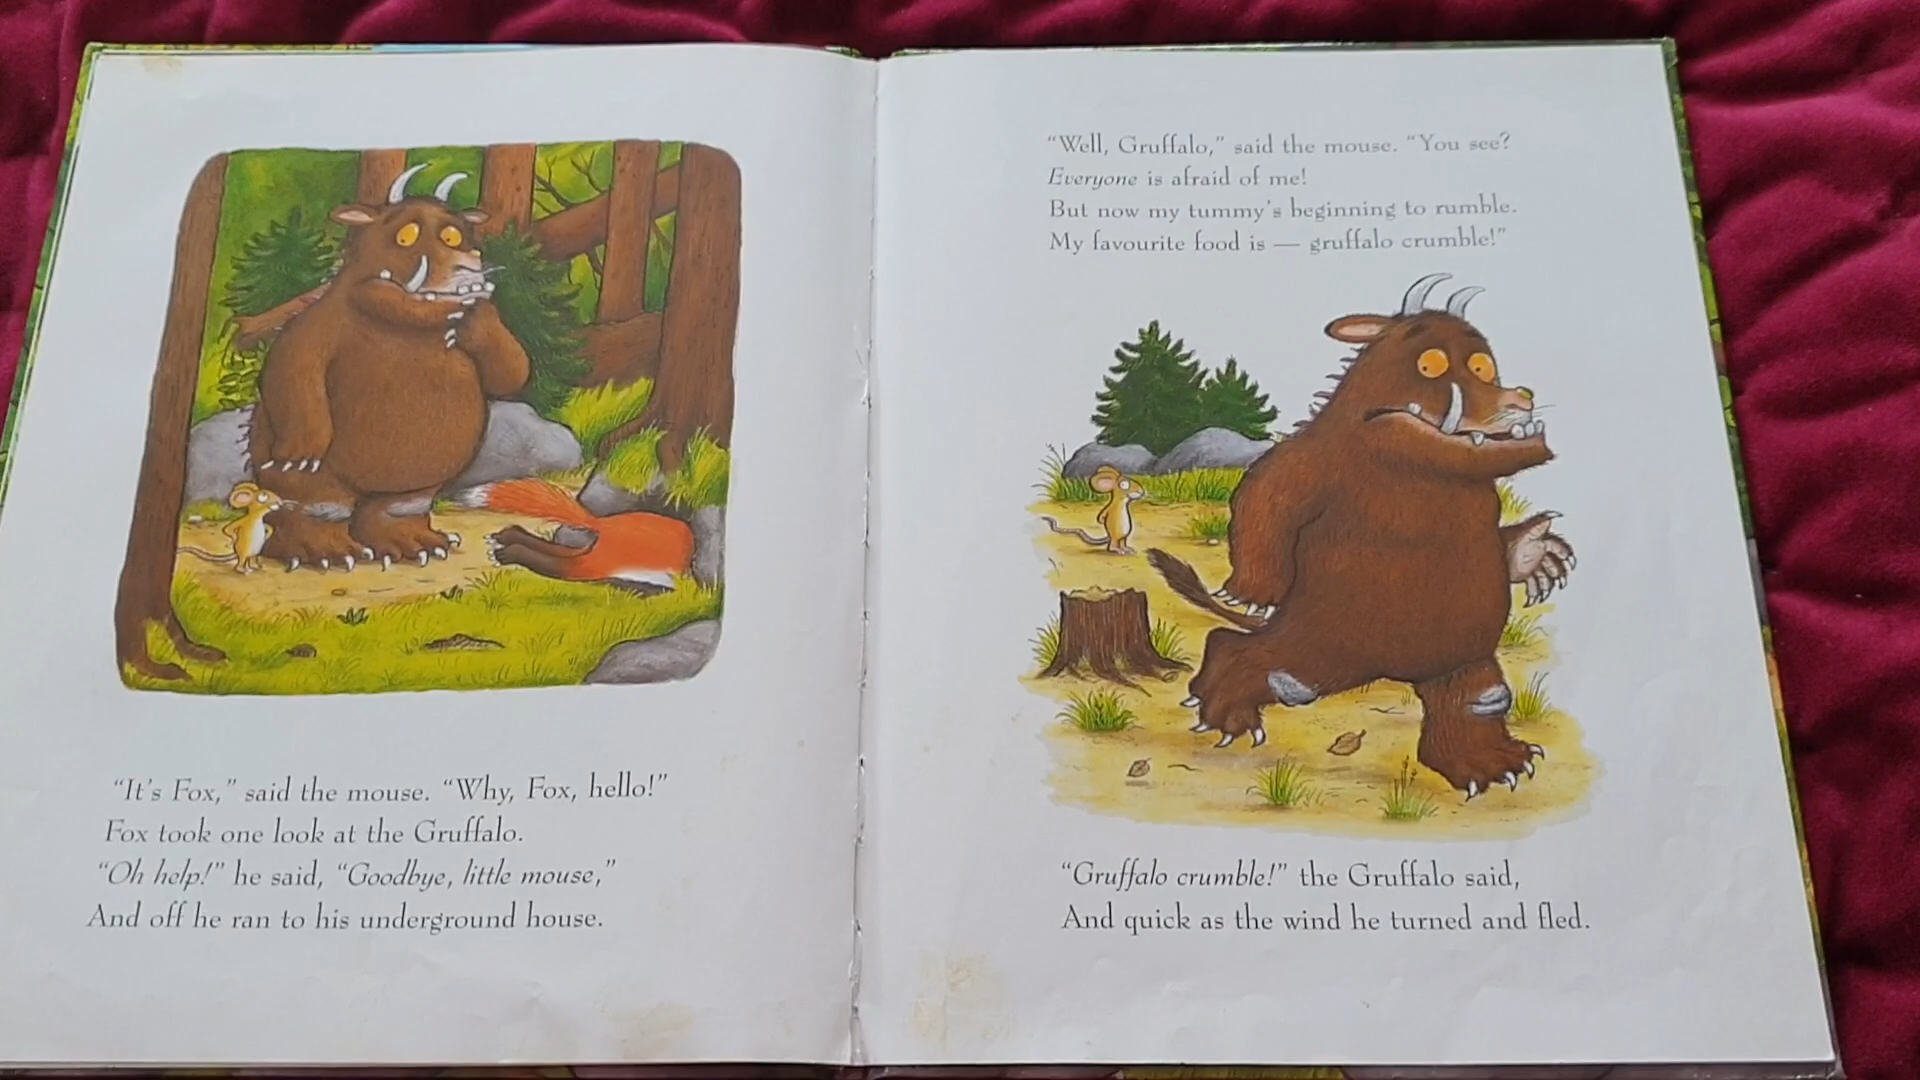 “It’s Fox,” said the mouse. “Why, Fox, hello!”
Fox took one look at the Gruffalo.
“Oh help!” he said, “Goodbye, little mouse,”
And off he ran to his underground house.
“Well, Gruffalo,” said the mouse. “You see?
Everyone is afraid of me!
But now my tummy’s beginning to rumble.
My favourite food is — gruffalo crumble!”
“Gruffalo crumble!” the Gruffalo said,
And quick as the wind he turned and fled.